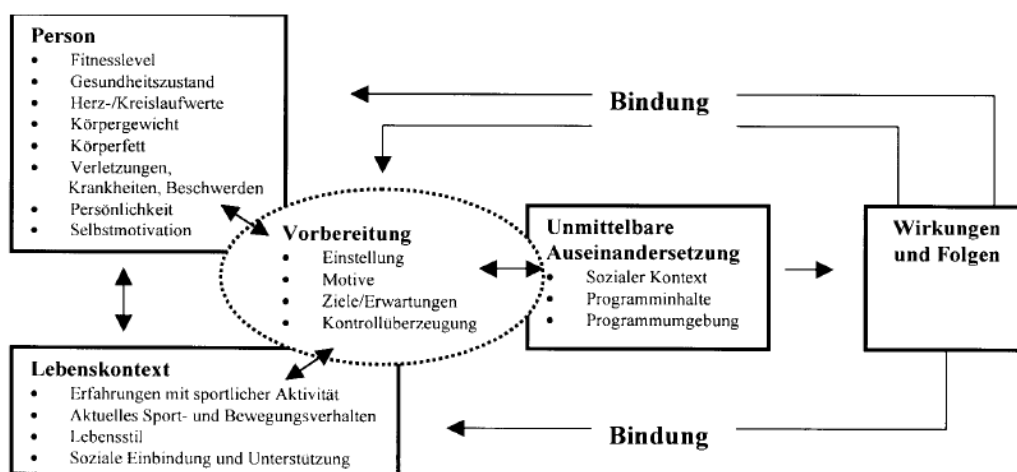 Person
• Fitnesslevel
• Gesundheitszustand
• Herz-/Kreislaufwerte
• Körpergewicht
• Körperfett
• Verletzungen,
Krankheiten, Beschwerden
• Persönlichkeit
• Selbstmotivation
Bindung
Vorbereitung
• Einstellung
• Motive
• Ziele/Erwartungen
• Kontrollüberzeugung
Unmittelbare
Auseinandersetzung
• Sozialer Kontext
• Programminhalte
• Programmumgebung
Wirkungen
und Folgen
Lebenskontext
• Erfahrungen mit sportlicher Aktivität
• Aktuelles Sport- und Bewegungsverhalten
• Lebensstil
• Soziale Einbindung und Unterstützung
Bindung